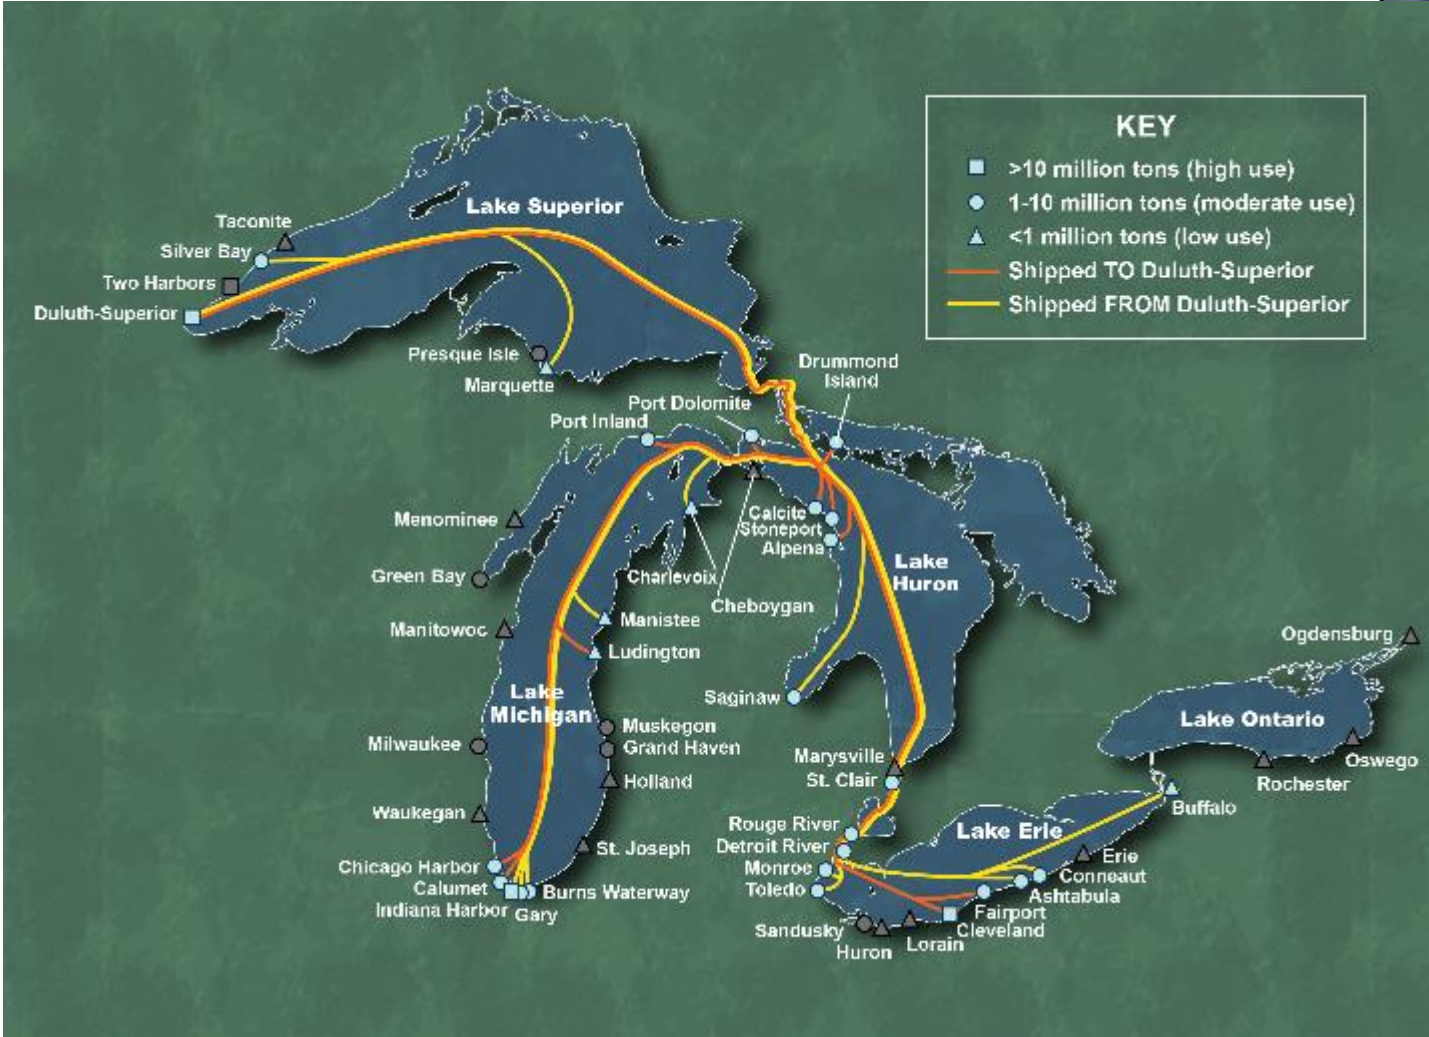 KEY
>10 million tons (high use)
1-10 million tons (moderate use)
<1 million tons (low use)
Shipped TO Duluth-Superior
Shipped FROM Duluth-Superior
Lake Superior
Taconite
Silver Bay
Two Harbors
Duluth-Superior
Presque Isle
Marquette
Drummond
Island
Port Dolomite
Port Inland
Menominee
Calcite
Stoneport
Alpena
Lake
Huron
Green Bay
Charlevoix
Cheboygan
Manistee
Manitowoc
Ludington
Ogdensburg
Lake
Michigan
Saginaw
Lake Ontario
Muskegon
Milwaukee
Grand Haven
Marysville
Oswego
St. Clair
Holland
Rochester
Waukegan
Buffalo
Rouge River
Lake Erie
Detroit River
St. Joseph
Erie
Chicago Harbor
Monroe
Conneaut
Calumet
Burns Waterway
Toledo
Ashtabula
Indiana Harbor
Gary
Fairport
Sandusky
Cleveland
Lorain
Huron